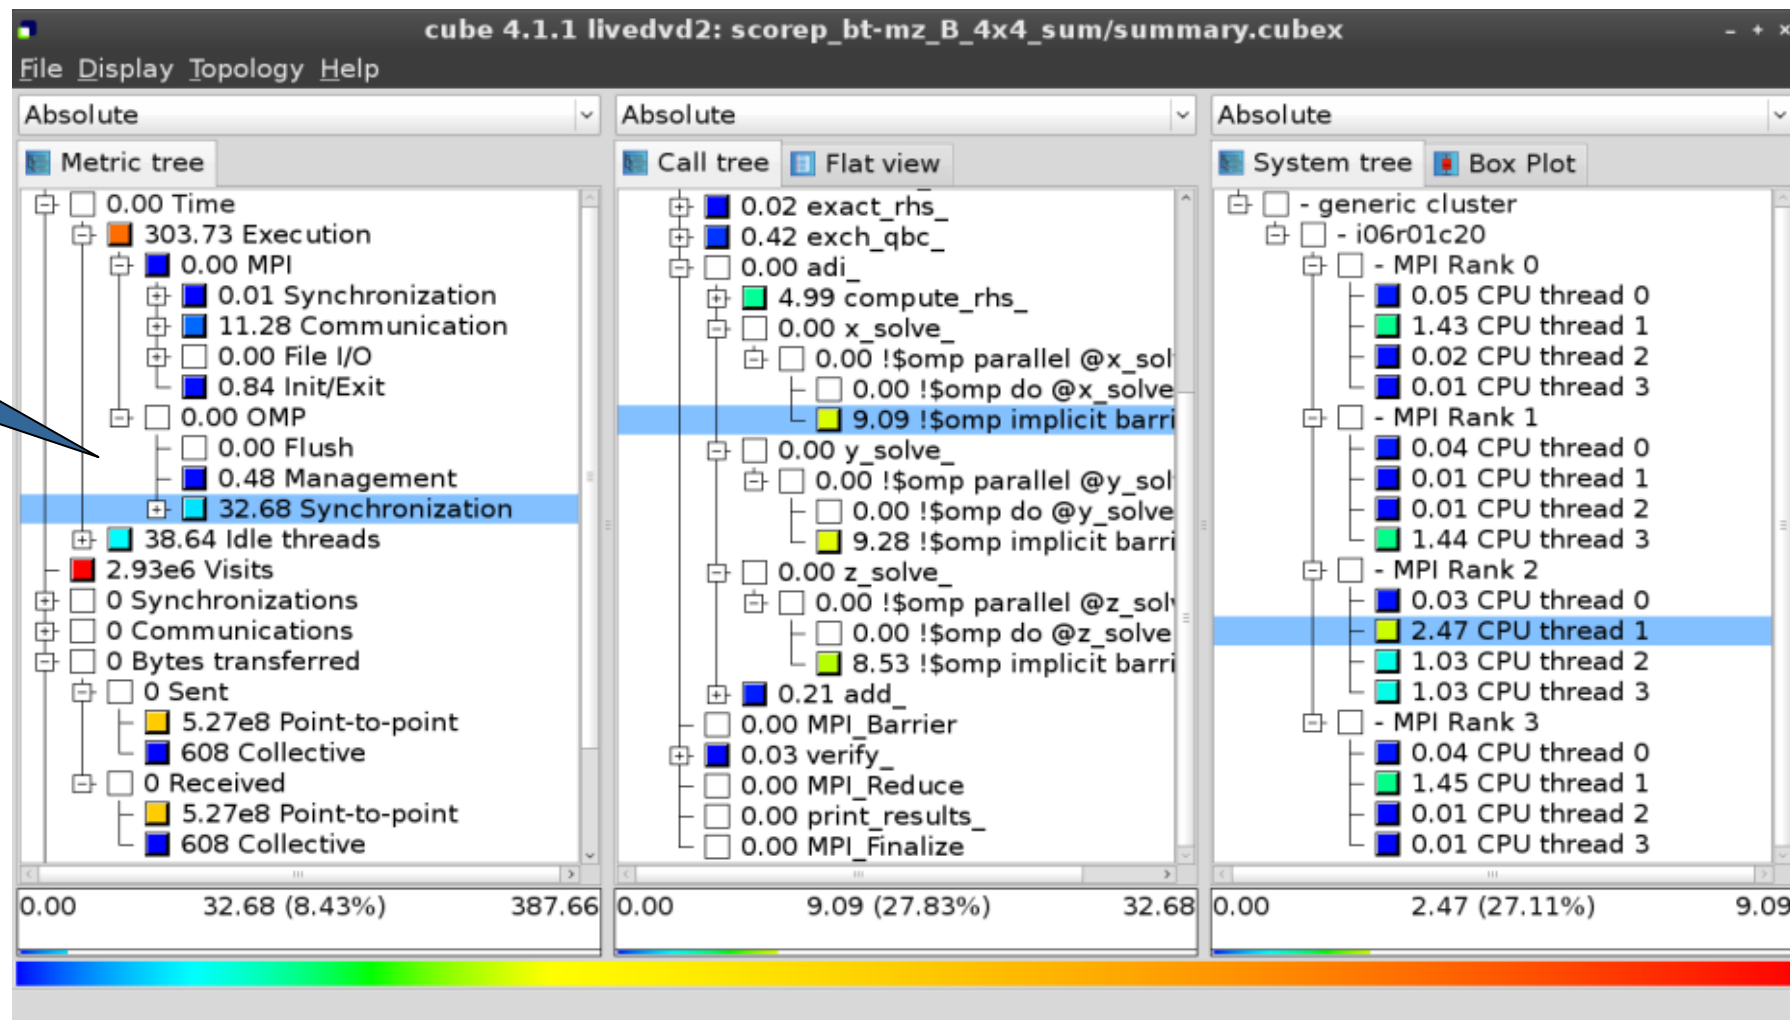 cube 4.1.1 livedvd2: scorep_bt-mz_B_4x4_sum/summary.cubex
File Display Topology Help
Absolute
Metric tree
0.00 Time
303.73 Execution
0.00 MPI
0.01 Synchronization
11.28 Communication
0.00 File I/O
0.84 Init/Exit
0.00 OMP
0.00 Flush
0.48 Management
32.68 Synchronization
38.64 Idle threads
2.93e6 Visits
0 Synchronizations
0 Communications
0 Bytes transferred
0 Sent
5.27e8 Point-to-point
608 Collective
0 Received
5.27e8 Point-to-point
608 Collective
0.00 32.68 (8.43%) 387.66
Absolute
Call tree Flat view
0.02 exact_rhs_
0.42 exch_qbc_
0.00 adi_
4.99 compute_rhs_
0.00 x_solve_
0.00 !$omp parallel @x_sol
0.00 !$omp do @x_solve
9.09 !$omp implicit barri
0.00 y_solve_
0.00 !$omp parallel @y_sol
0.00 !$omp do @y_solve
9.28 !$omp implicit barri
0.00 z_solve_
0.00 !$omp parallel @z_solv
0.00 !$omp do @z_solve
8.53 !$omp implicit barri
0.21 add_
0.00 MPI_Barrier
0.03 verify_
0.00 MPI_Reduce
0.00 print_results_
0.00 MPI_Finalize
0.00 9.09 (27.83%) 32.68
Absolute
System tree Box Plot
- generic cluster
- i06r01c20
- MPI Rank 0
0.05 CPU thread 0
1.43 CPU thread 1
0.02 CPU thread 2
0.01 CPU thread 3
- MPI Rank 1
0.04 CPU thread 0
0.01 CPU thread 1
0.01 CPU thread 2
1.44 CPU thread 3
- MPI Rank 2
0.03 CPU thread 0
2.47 CPU thread 1
1.03 CPU thread 2
1.03 CPU thread 3
- MPI Rank 3
0.04 CPU thread 0
1.45 CPU thread 1
0.01 CPU thread 2
0.01 CPU thread 3
0.00 2.47 (27.11%) 9.09